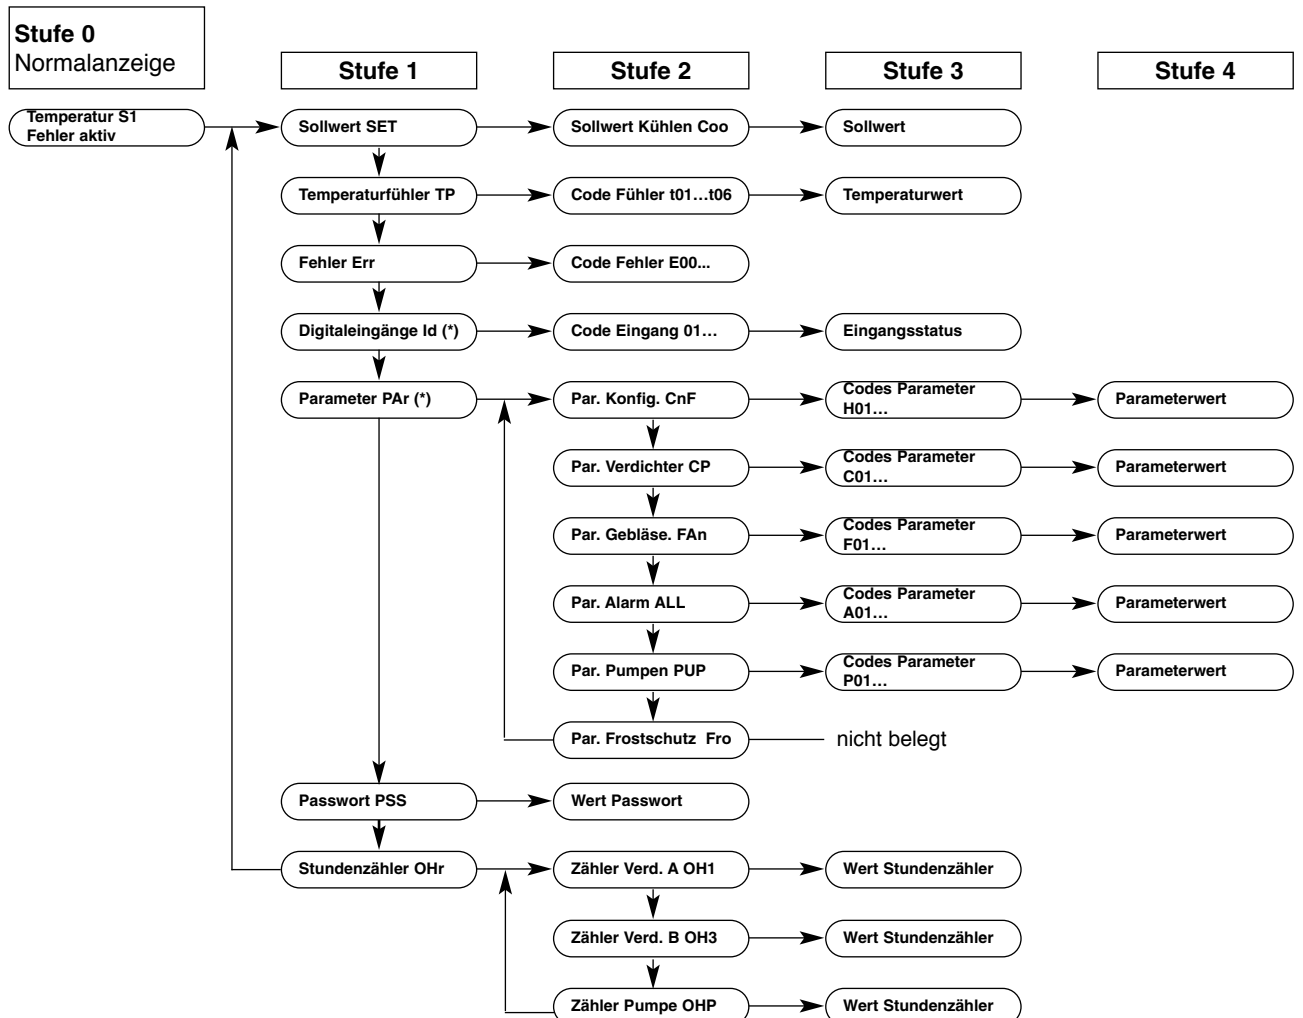 Stufe 0
Normalanzeige
Stufe 1
Stufe 2
Stufe 3
Stufe 4
Temperatur S1
Fehler aktiv
Sollwert SET
Sollwert Kühlen Coo
Sollwert
Temperaturfühler TP
Code Fühler t01...t06
Temperaturwert
Fehler Err
Code Fehler E00...
Digitaleingänge Id (*)
Code Eingang 01...
Eingangsstatus
Parameter PAr (*)
Par. Konfig. CnF
Codes Parameter
H01...
Parameterwert
Par. Verdichter CP
Codes Parameter
C01...
Parameterwert
Par. Gebläse. FAn
Codes Parameter
F01...
Parameterwert
Par. Alarm ALL
Codes Parameter
A01...
Parameterwert
Par. Pumpen PUP
Codes Parameter
P01...
Parameterwert
Par. Frostschutz Fro
nicht belegt
Passwort PSS
Wert Passwort
Stundenzähler OHr
Zähler Verd. A OH1
Wert Stundenzähler
Zähler Verd. B OH3
Wert Stundenzähler
Zähler Pumpe OHP
Wert Stundenzähler